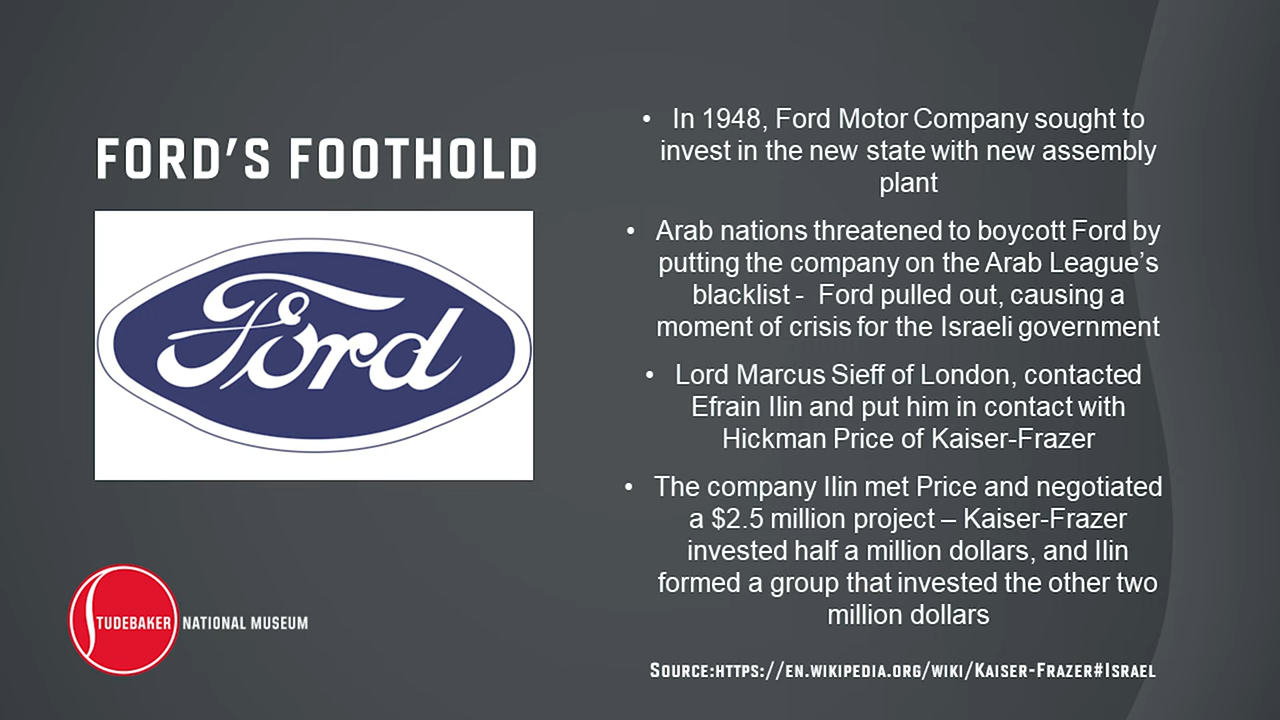 FORD'S FOOTHOLD
Ford
STUDEBAKER NATIONAL MUSEUM
• In 1948, Ford Motor Company sought to
invest in the new state with new assembly
plant
• Arab nations threatened to boycott Ford by
putting the company on the Arab League’s
blacklist - Ford pulled out, causing a
moment of crisis for the Israeli government
• Lord Marcus Sieff of London, contacted
Efrain Ilin and put him in contact with
Hickman Price of Kaiser-Frazer
• The company Ilin met Price and negotiated
a $2.5 million project – Kaiser-Frazer
invested half a million dollars, and Ilin
formed a group that invested the other two
million dollars
Source:https://en.wikipedia.org/wiki/Kaiser-Frazer#Israel